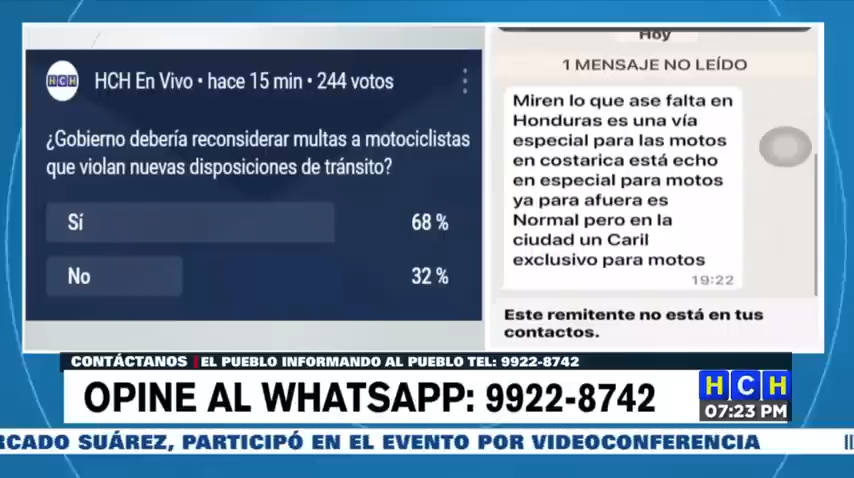 HCH
HCH En Vivo • hace 15 min • 244 votos
¿Gobierno debería reconsiderar multas a motociclistas
que violan nuevas disposiciones de tránsito?
Sí 68 %
No 32 %
Hoy
1 MENSAJE NO LEÍDO
Miren lo que ase falta en
Honduras es una vía
especial para las motos
en costarica está echo
en especial para motos
ya para afuera es
Normal pero en la
ciudad un Caril
exclusivo para motos
19:22
Este remitente no está en tus
contactos.
CONTÁCTANOS | EL PUEBLO INFORMANDO AL PUEBLO TEL: 9922-8742
OPINE AL WHATSAPP: 9922-8742
HCH
07:23 PM
RCADO SUÁREZ, PARTICIPÓ EN EL EVENTO POR VIDEOCONFERENCIA